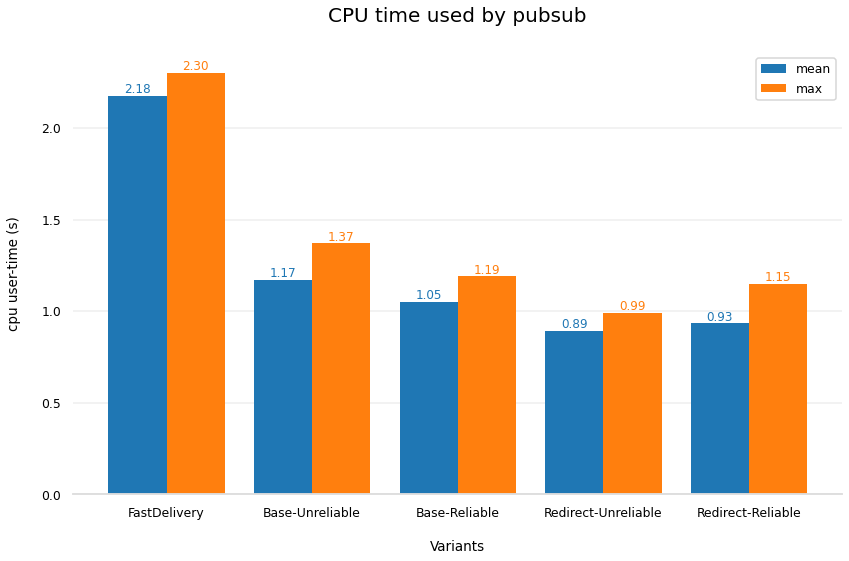 CPU time used by pubsub
mean
max
cpu user-time (s)
2.0
1.5
1.0
0.5
0.0
2.18
2.30
1.17
1.37
1.05
1.19
0.89
0.99
0.93
1.15
FastDelivery
Base-Unreliable
Base-Reliable
Redirect-Unreliable
Redirect-Reliable
Variants